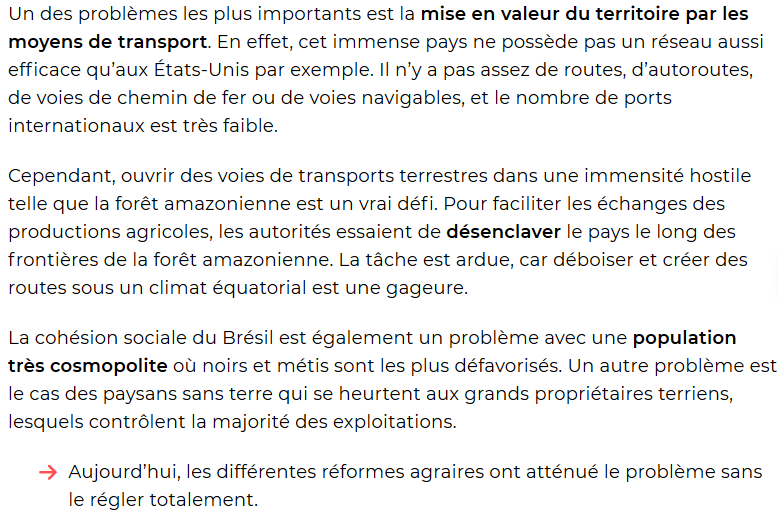 Un des problèmes les plus importants est la mise en valeur du territoire par les
moyens de transport. En effet, cet immense pays ne possède pas un réseau aussi
efficace qu’aux États-Unis par exemple. Il n’y a pas assez de routes, d’autoroutes,
de voies de chemin de fer ou de voies navigables, et le nombre de ports
internationaux est très faible.
Cependant, ouvrir des voies de transports terrestres dans une immensité hostile
telle que la forêt amazonienne est un vrai défi. Pour faciliter les échanges des
productions agricoles, les autorités essaient de désenclaver le pays le long des
frontières de la forêt amazonienne. La tâche est ardue, car déboiser et créer des
routes sous un climat équatorial est une gageure.
La cohésion sociale du Brésil est également un problème avec une population
très cosmopolite où noirs et métis sont les plus défavorisés. Un autre problème est
le cas des paysans sans terre qui se heurtent aux grands propriétaires terriens,
lesquels contrôlent la majorité des exploitations.
→ Aujourd’hui, les différentes réformes agraires ont atténué le problème sans
le régler totalement.